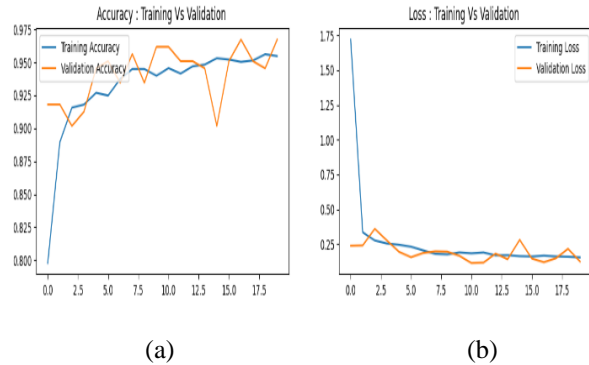 Accuracy : Training Vs Validation
0.975
0.950
0.925
0.900
0.875
0.850
0.825
0.800
Training Accuracy
Validation Accuracy
0.0 2.5 5.0 7.5 10.0 12.5 15.0 17.5
(a)
Loss : Training Vs Validation
1.75
1.50
1.25
1.00
0.75
0.50
0.25
Training Loss
Validation Loss
0.0 2.5 5.0 7.5 10.0 12.5 15.0 17.5
(b)